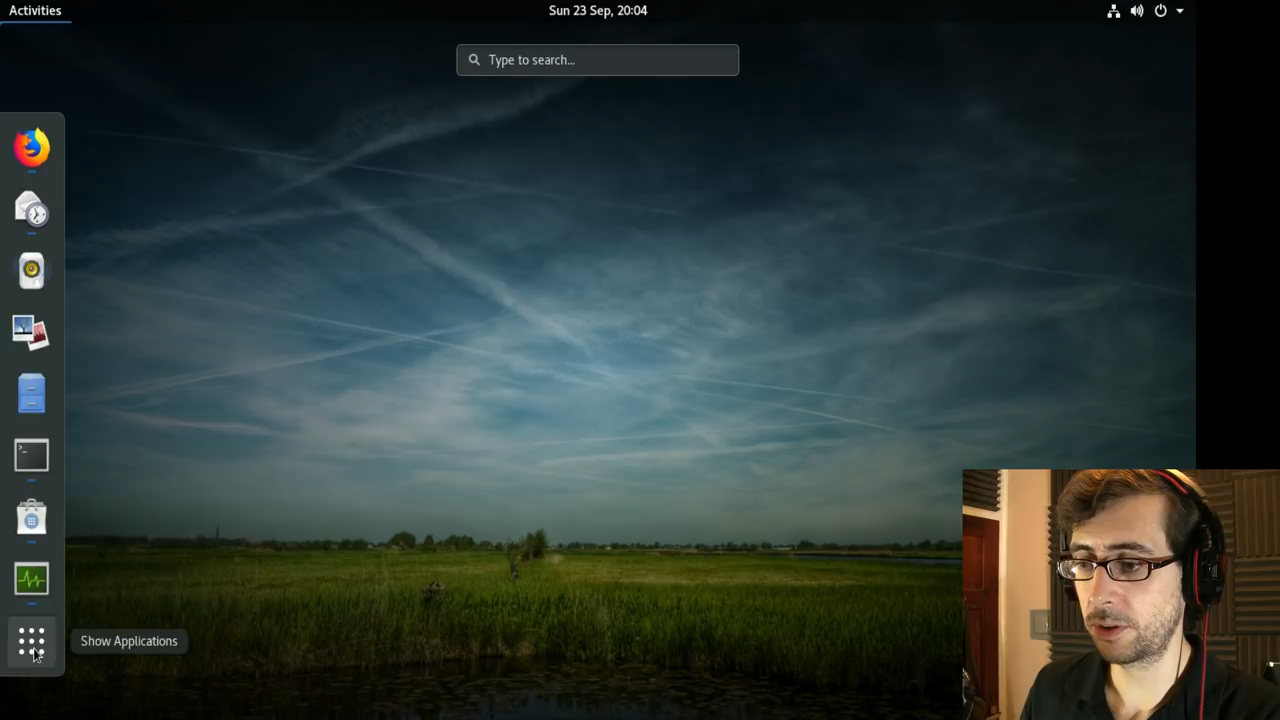 Activities
Sun 23 Sep, 20:04
Type to search...
Show Applications